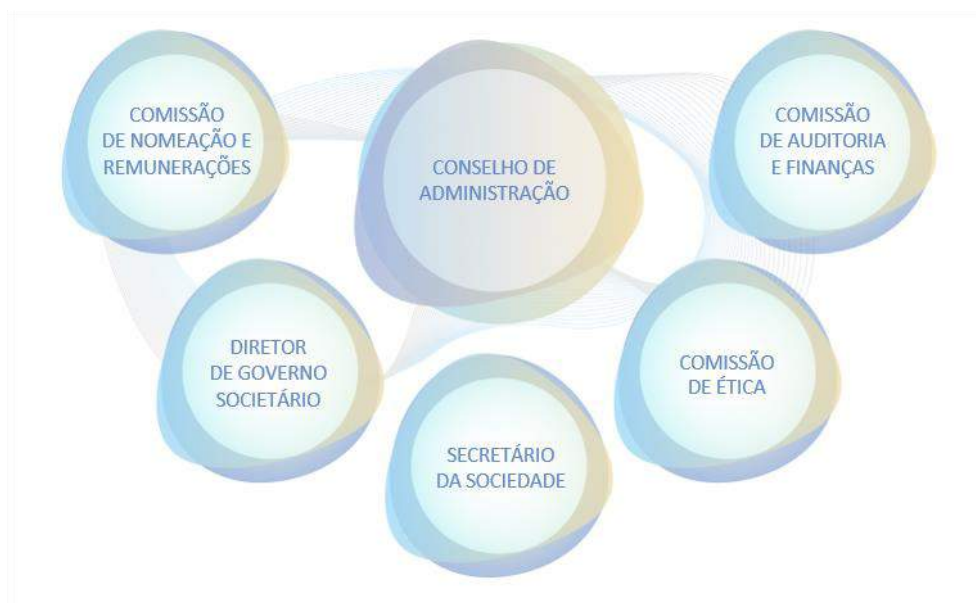 COMISSÃO
DE NOMEAÇÃO E
REMUNERAÇÕES
CONSELHO DE
ADMINISTRAÇÃO
COMISSÃO
DE AUDITORIA
E FINANÇAS
DIRETOR
DE GOVERNO
SOCIETÁRIO
SECRETÁRIO
DA SOCIEDADE
COMISSÃO
DE ÉTICA